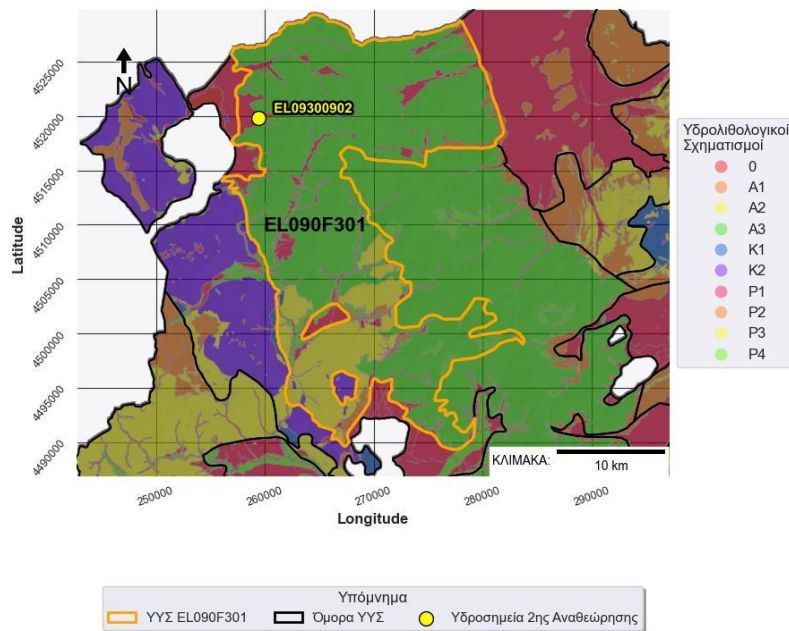 4525000
4520000
4515000
4510000
4505000
4500000
4495000
4490000
Latitude
N
EL09300902
EL090F301
ΚΛΙΜΑΚΑ:
10 km
250000
260000
270000
280000
290000
Longitude
Υδρολιθολογικοί
Σχηματισμοί
0
A1
A2
A3
K1
K2
P1
P2
P3
P4
Υπόμνημα
ΥΥΣ EL090F301
Όμορα ΥΥΣ
Υδροσημεία 2ης Αναθεώρησης